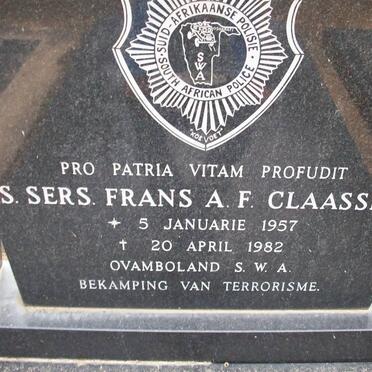 SUID-AFRIKAANSE POLISIE
SOUTH AFRICAN POLICE
S W A
"KOEVOET"
PRO PATRIA VITAM PROFUDIT
S. SERS. FRANS A. F. CLAASS
5 JANUARIE 1957
† 20 APRIL 1982
OVAMBOLAND S. W. A.
BEKAMPING VAN TERRORISME.